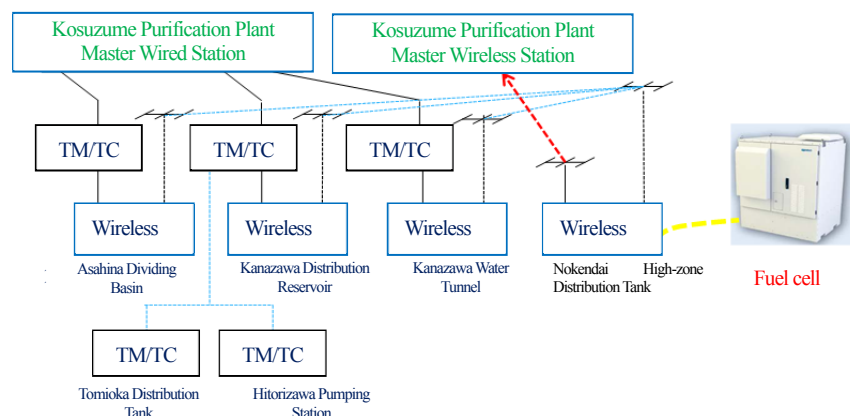 Kosuzume Purification Plant
Master Wired Station
Kosuzume Purification Plant
Master Wireless Station
TM/TC
TM/TC
TM/TC
Wireless
Wireless
Wireless
Wireless
Asahina Dividing
Basin
Kanazawa Distribution
Reservoir
Kanazawa Water
Tunnel
Nokendai High-zone
Distribution Tank
Fuel cell
TM/TC
TM/TC
Tomioka Distribution
Tank
Hitorizawa Pumping
Station